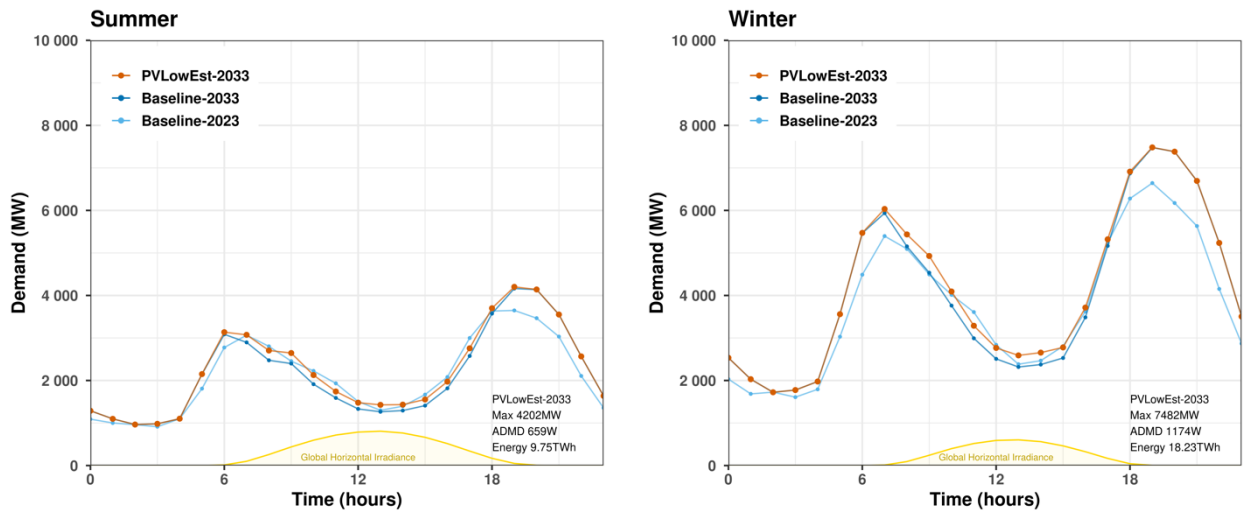 Summer
10 000
8 000
6 000
4 000
2 000
0
Demand (MW)
PVLowEst-2033
Baseline-2033
Baseline-2023
PVLowEst-2033
Max 4202MW
ADMD 659W
Energy 9.75TWh
Global Horizontal Irradiance
0 6 12 18
Time (hours)
Winter
10 000
8 000
6 000
4 000
2 000
0
Demand (MW)
PVLowEst-2033
Baseline-2033
Baseline-2023
PVLowEst-2033
Max 7482MW
ADMD 1174W
Energy 18.23TWh
Global Horizontal Irradiance
0 6 12 18
Time (hours)